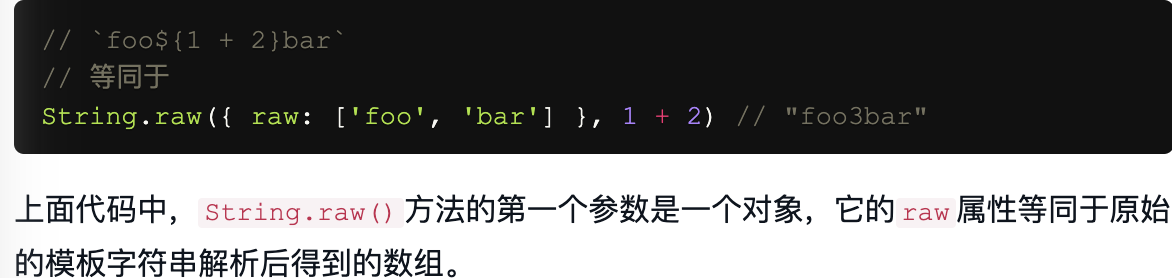 // `foo${1 + 2}bar`
// 等同于
String.raw({ raw: ['foo', 'bar'] }, 1 + 2) // "foo3bar"
上面代码中，String.raw()方法的第一个参数是一个对象，它的raw属性等同于原始
的模板字符串解析后得到的数组。